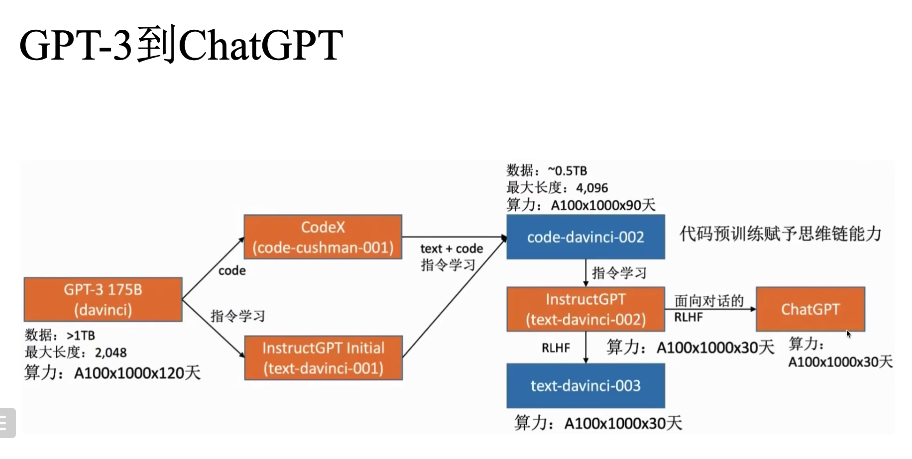 GPT-3到ChatGPT
数据：~0.5TB
最大长度：4,096
算力：A100x1000x90天
CodeX
(code-cushman-001)
code-davinci-002
代码预训练赋予思维链能力
text + code
指令学习
code
指令学习
GPT-3 175B
(davinci)
指令学习
InstructGPT
(text-davinci-002)
面向对话的
RLHF
ChatGPT
数据：>1TB
最大长度：2,048
算力：A100x1000x120天
InstructGPT Initial
(text-davinci-001)
RLHF
算力：A100x1000x30天
算力：
A100x1000x30天
text-davinci-003
算力：A100x1000x30天